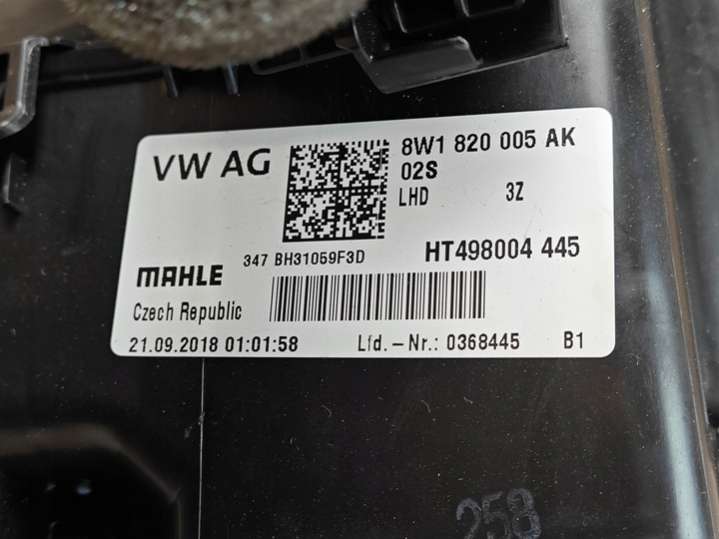 VW AG
8W1 820 005 AK
02S
LHD 3Z
347 BH31059F3D
HT498004 445
MAHLE
Czech Republic
21.09.2018 01:01:58 Lfd.-Nr.: 0368445 B1
258